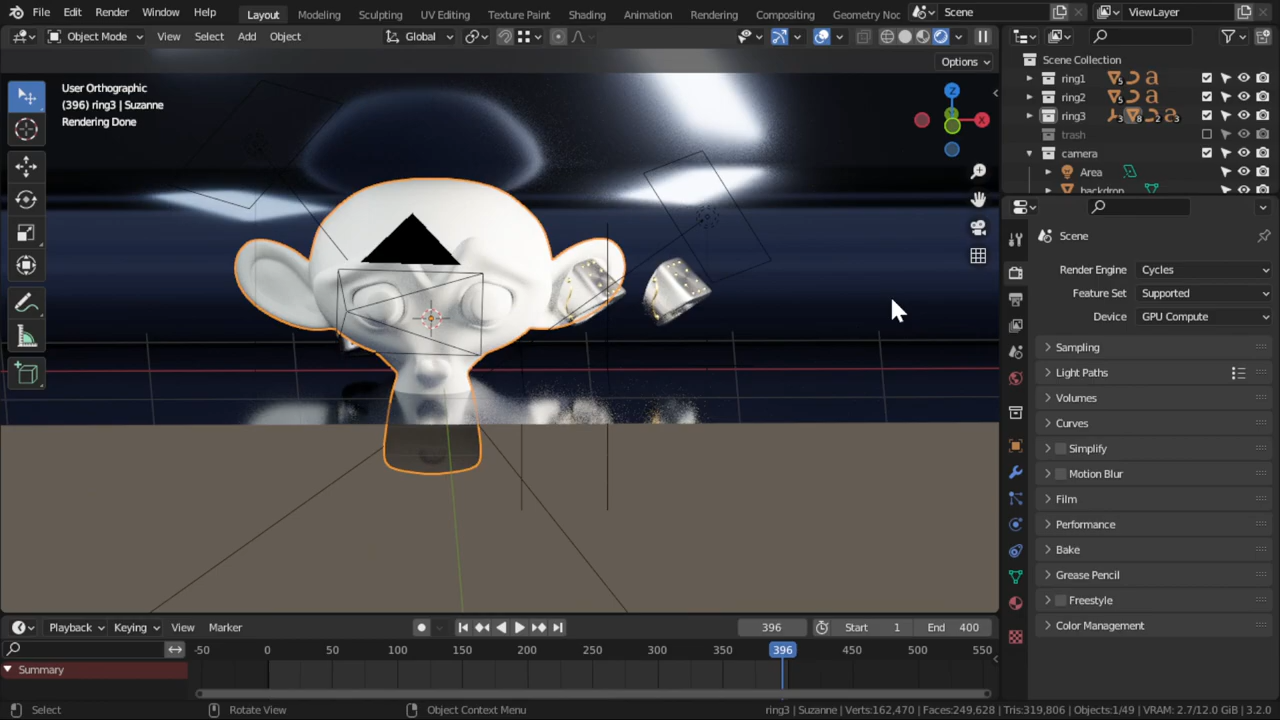 File Edit Render Window Help Layout Modeling Sculpting UV Editing Texture Paint Shading Animation Rendering Compositing Geometry Noc Scene ViewLayer
Object Mode View Select Add Object Global
Options
User Orthographic
(396) ring3 | Suzanne
Rendering Done
Z
X
Scene Collection
ring1 5
ring2 5
ring3 3 8 2 3
trash
camera
Area
backdrop
Scene
Render Engine Cycles
Feature Set Supported
Device GPU Compute
Sampling
Light Paths
Volumes
Curves
Simplify
Motion Blur
Film
Performance
Bake
Grease Pencil
Freestyle
Color Management
Playback Keying View Marker 396 Start 1 End 400
-50 0 50 100 150 200 250 300 350 396 450 500 550
Summary
Select Rotate View Object Context Menu ring3 | Suzanne | Verts:162,470 | Faces:249,628 | Tris:319,806 | Objects:1/49 | VRAM: 2.7/12.0 GiB | 3.2.0